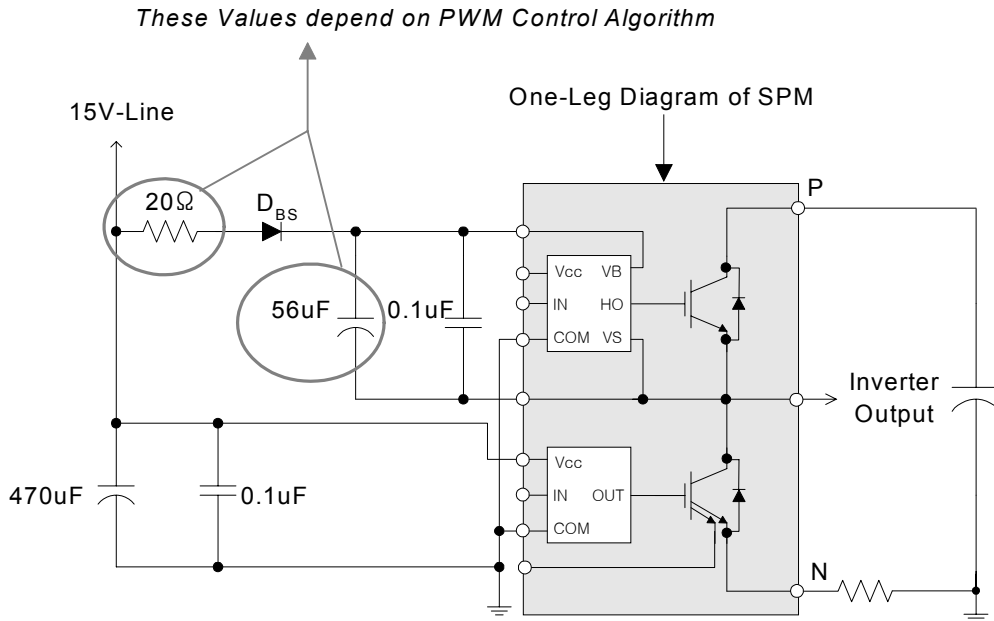 These Values depend on PWM Control Algorithm
One-Leg Diagram of SPM
15V-Line
P
20Ω
D_BS
Vcc VB
IN HO
COM VS
56uF
0.1uF
Inverter
Output
Vcc
IN OUT
COM
470uF
0.1uF
N